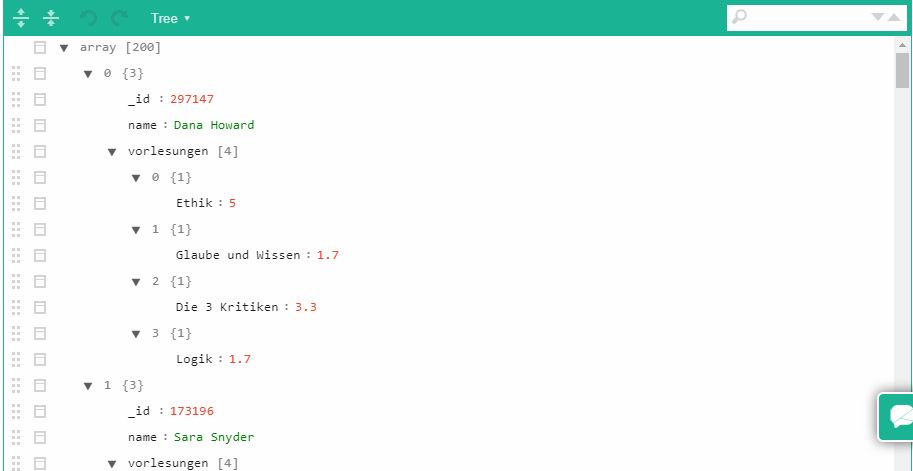 Tree
array [200]
0 {3}
_id : 297147
name : Dana Howard
vorlesungen [4]
0 {1}
Ethik : 5
1 {1}
Glaube und Wissen : 1.7
2 {1}
Die 3 Kritiken : 3.3
3 {1}
Logik : 1.7
1 {3}
_id : 173196
name : Sara Snyder
vorlesungen [4]